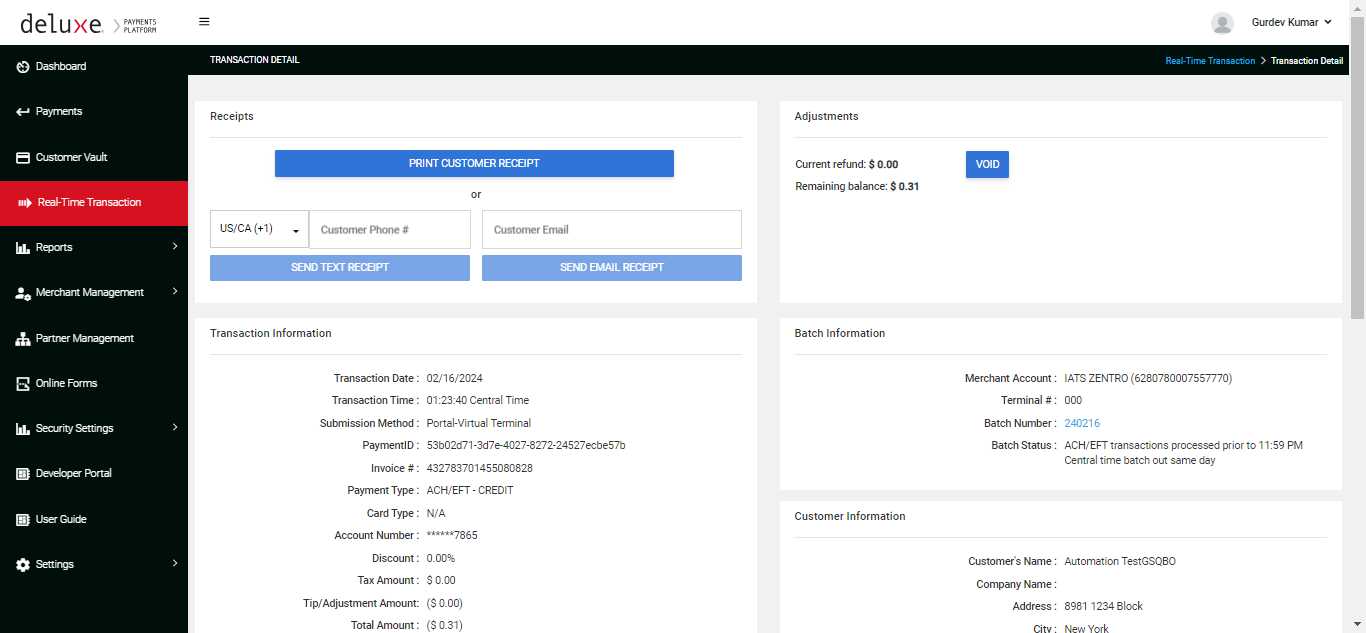 deluxe PAYMENTS PLATFORM
Gurdev Kumar
Dashboard
Payments
Customer Vault
Real-Time Transaction
Reports
Merchant Management
Partner Management
Online Forms
Security Settings
Developer Portal
User Guide
Settings
TRANSACTION DETAIL
Real-Time Transaction > Transaction Detail
Receipts
PRINT CUSTOMER RECEIPT
or
US/CA (+1) Customer Phone # Customer Email
SEND TEXT RECEIPT SEND EMAIL RECEIPT
Adjustments
Current refund: $ 0.00 VOID
Remaining balance: $ 0.31
Transaction Information
Transaction Date : 02/16/2024
Transaction Time : 01:23:40 Central Time
Submission Method : Portal-Virtual Terminal
PaymentID : 53b02d71-3d7e-4027-8272-24527ecbe57b
Invoice # : 432783701455080828
Payment Type : ACH/EFT - CREDIT
Card Type : N/A
Account Number : ******7865
Discount : 0.00%
Tax Amount : $ 0.00
Tip/Adjustment Amount: ($ 0.00)
Total Amount : ($ 0.31)
Batch Information
Merchant Account : IATS ZENTRO (6280780007557770)
Terminal # : 000
Batch Number : 240216
Batch Status : ACH/EFT transactions processed prior to 11:59 PM
Central time batch out same day
Customer Information
Customer's Name : Automation TestGSQBO
Company Name :
Address : 8981 1234 Block
City : New York